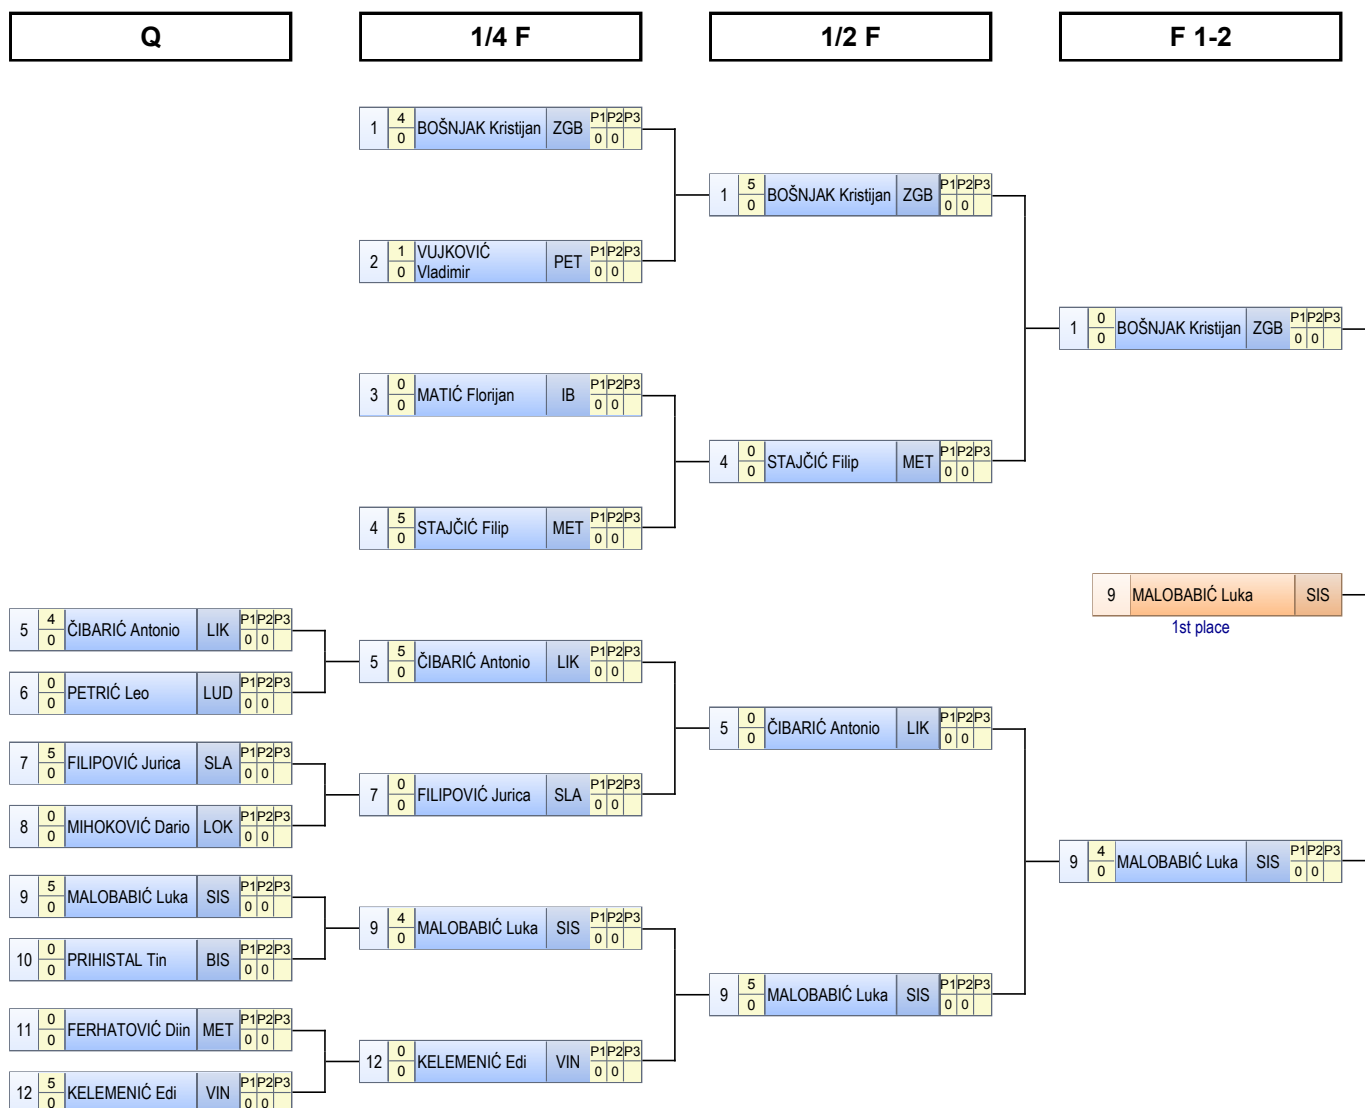 Q
1/4 F
1/2 F
F 1-2
1 4 BOŠNJAK Kristijan ZGB P1 P2 P3
0 0 0
2 1 VUJKOVIĆ Vladimir PET P1 P2 P3
0 0 0
3 0 MATIĆ Florijan IB P1 P2 P3
0 0 0
4 5 STAJČIĆ Filip MET P1 P2 P3
0 0 0
1 5 BOŠNJAK Kristijan ZGB P1 P2 P3
0 0 0
4 0 STAJČIĆ Filip MET P1 P2 P3
0 0 0
1 0 BOŠNJAK Kristijan ZGB P1 P2 P3
0 0 0
9 MALOBABIĆ Luka SIS
1st place
5 4 ČIBARIĆ Antonio LIK P1 P2 P3
0 0 0
6 0 PETRIĆ Leo LUD P1 P2 P3
0 0 0
7 5 FILIPOVIĆ Jurica SLA P1 P2 P3
0 0 0
8 0 MIHOKOVIĆ Dario LOK P1 P2 P3
0 0 0
9 5 MALOBABIĆ Luka SIS P1 P2 P3
0 0 0
10 0 PRIHISTAL Tin BIS P1 P2 P3
0 0 0
11 0 FERHATOVIĆ Diin MET P1 P2 P3
0 0 0
12 5 KELEMENIĆ Edi VIN P1 P2 P3
0 0 0
5 5 ČIBARIĆ Antonio LIK P1 P2 P3
0 0 0
7 0 FILIPOVIĆ Jurica SLA P1 P2 P3
0 0 0
9 4 MALOBABIĆ Luka SIS P1 P2 P3
0 0 0
12 0 KELEMENIĆ Edi VIN P1 P2 P3
0 0 0
5 0 ČIBARIĆ Antonio LIK P1 P2 P3
0 0 0
9 5 MALOBABIĆ Luka SIS P1 P2 P3
0 0 0
9 4 MALOBABIĆ Luka SIS P1 P2 P3
0 0 0